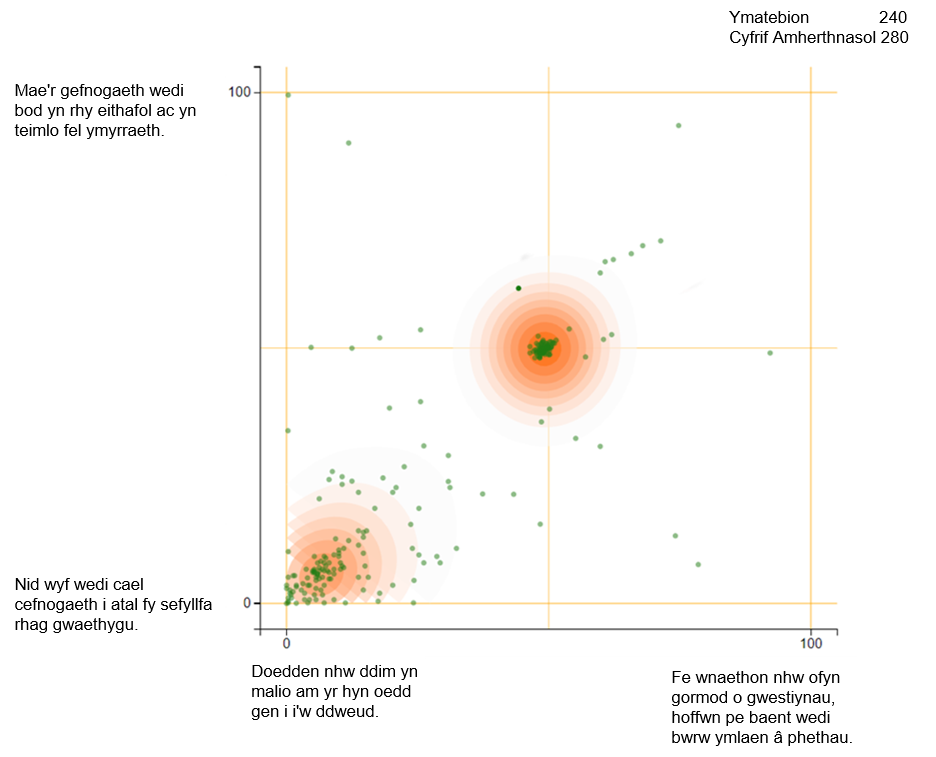 Ymatebion 240
Cyfrif Amherthnasol 280
Mae'r gefnogaeth wedi
bod yn rhy eithafol ac yn
teimlo fel ymyrraeth.
100
Nid wyf wedi cael
cefnogaeth i atal fy sefyllfa
rhag gwaethygu.
0
0
100
Doedden nhw ddim yn
malio am yr hyn oedd
gen i i'w ddweud.
Fe wnaethon nhw ofyn
gormod o gwestiynau,
hoffwn pe baent wedi
bwrw ymlaen â phethau.